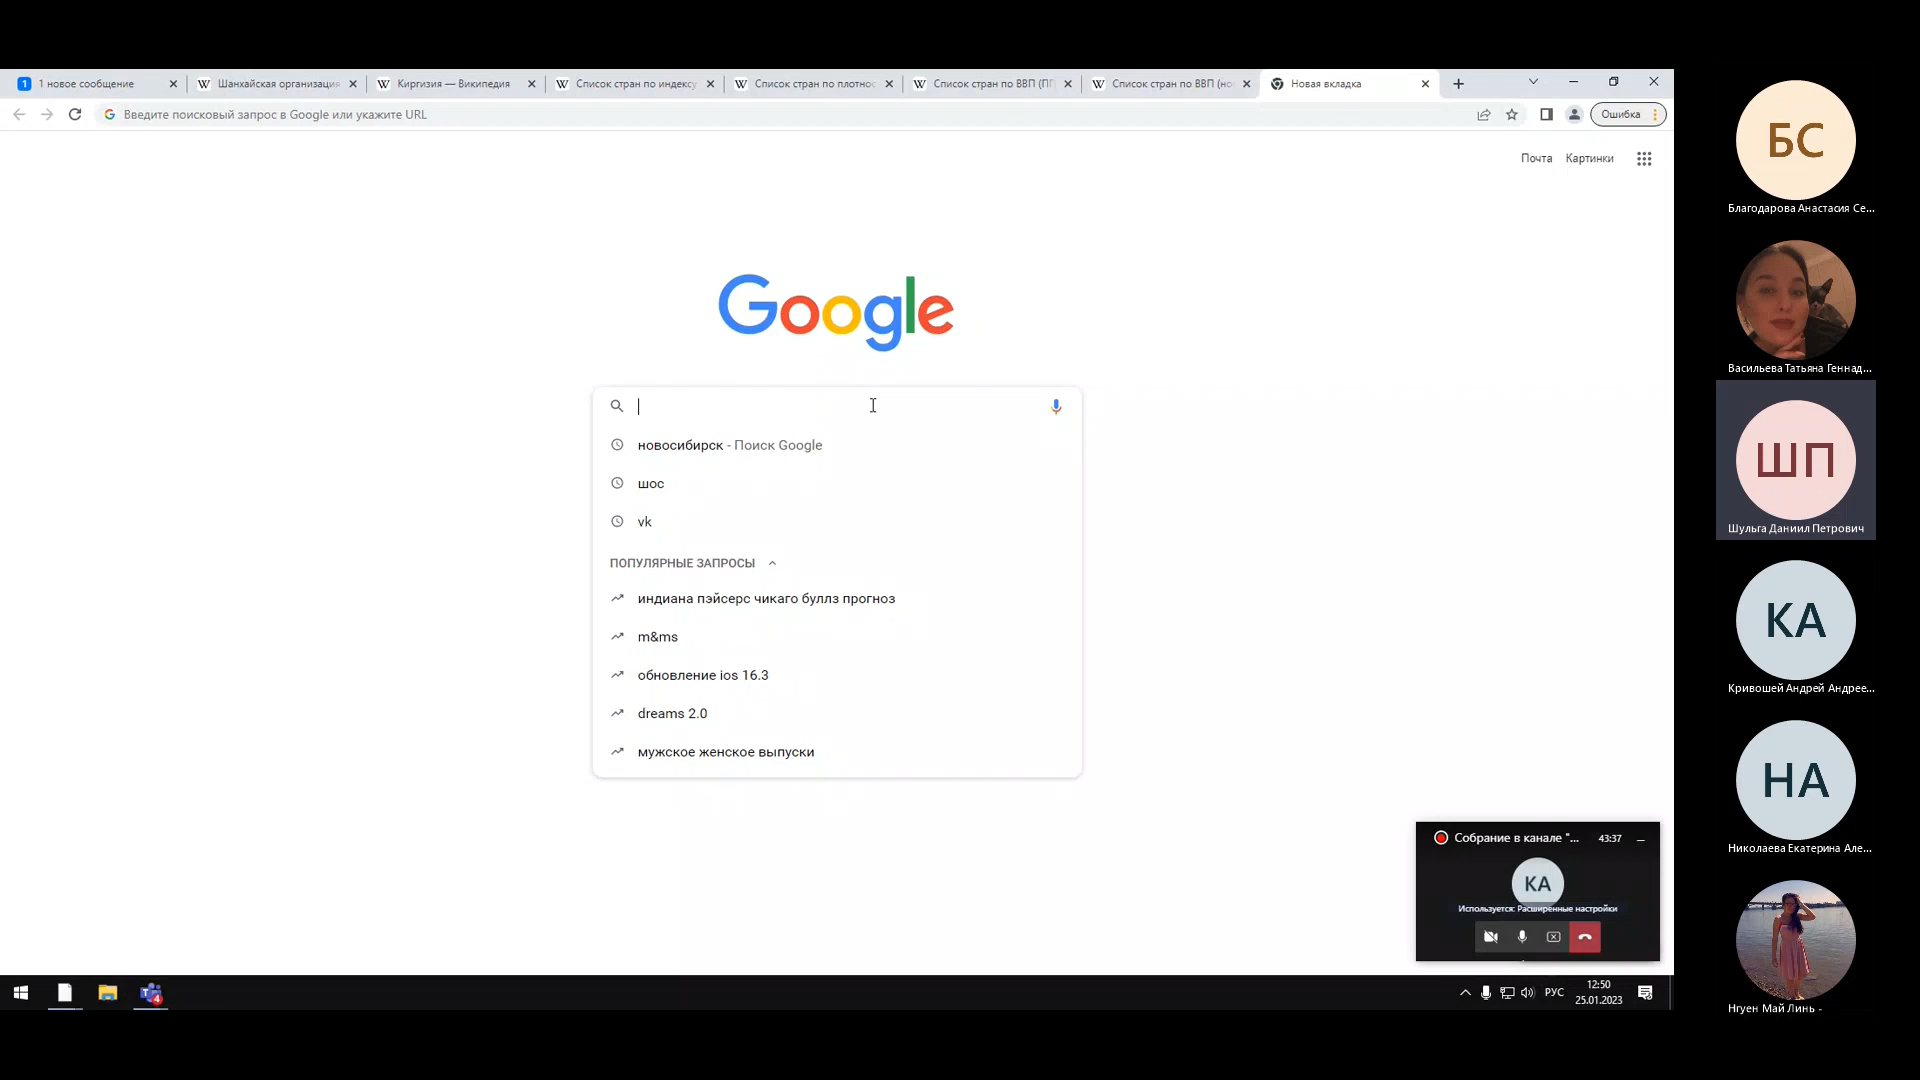 1 новое сообщение
Шанхайская организация
Киргизия — Википедия
Список стран по индексу
Список стран по плотнос
Список стран по ВВП (ПП
Список стран по ВВП (но
Новая вкладка
Введите поисковый запрос в Google или укажите URL
Ошибка
Почта Картинки
Google
новосибирск - Поиск Google
шос
vk
ПОПУЛЯРНЫЕ ЗАПРОСЫ
индиана пэйсерс чикаго буллз прогноз
m&ms
обновление ios 16.3
dreams 2.0
мужское женское выпуски
Собрание в канале "... 43:37
КА
Используется: Расширенные настройки
РУС
12:50
25.01.2023
БС
Благодарова Анастасия Се...
Васильева Татьяна Геннад...
ШП
Шульга Даниил Петрович
КА
Кривошей Андрей Андрее...
НА
Николаева Екатерина Але...
Нгуен Май Линь -